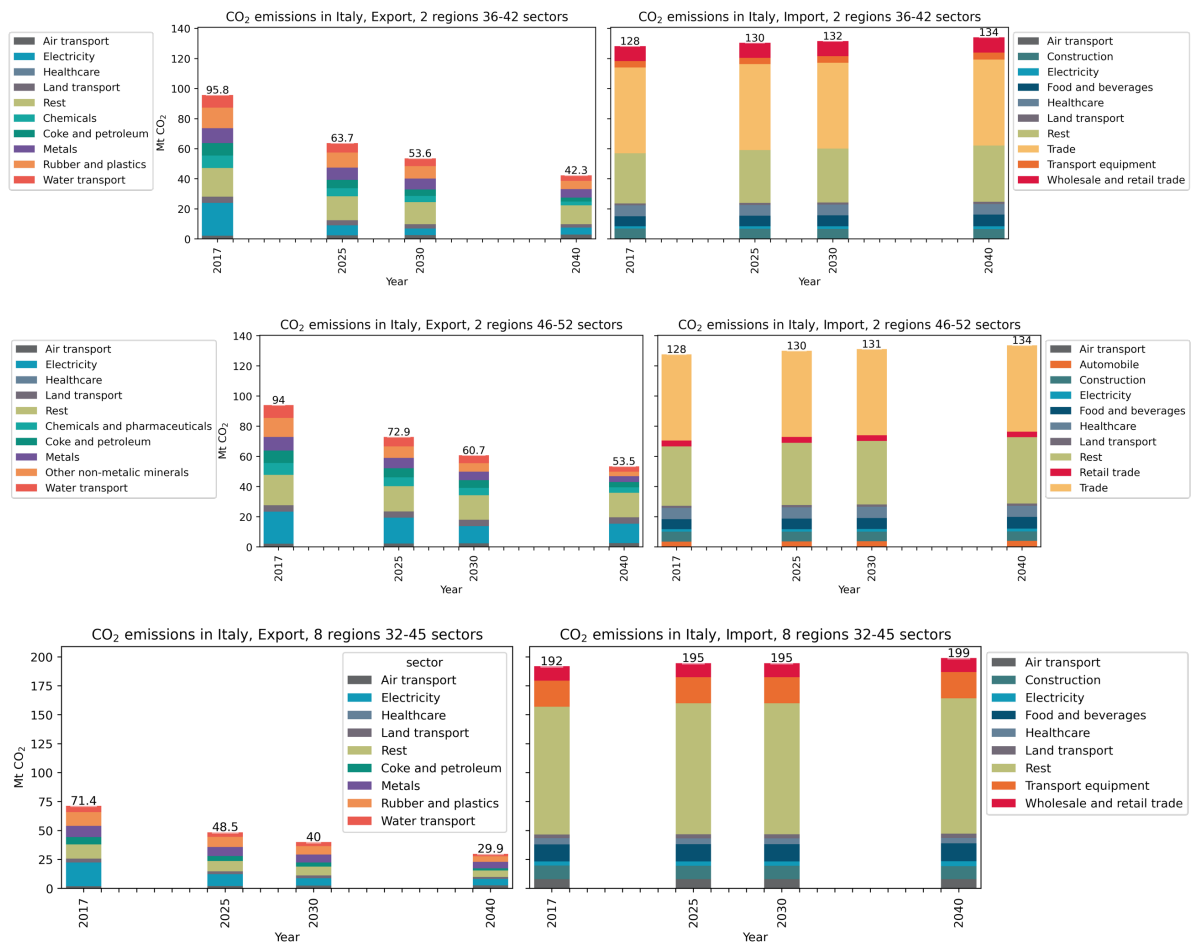 CO₂ emissions in Italy, Export, 2 regions 36-42 sectors
Air transport
Electricity
Healthcare
Land transport
Rest
Chemicals
Coke and petroleum
Metals
Rubber and plastics
Water transport
Mt CO₂
140
120
100
80
60
40
20
0
95.8
63.7
53.6
42.3
2017
2025
2030
2040
Year
CO₂ emissions in Italy, Import, 2 regions 36-42 sectors
128
130
132
134
2017
2025
2030
2040
Year
Air transport
Construction
Electricity
Food and beverages
Healthcare
Land transport
Rest
Trade
Transport equipment
Wholesale and retail trade
CO₂ emissions in Italy, Export, 2 regions 46-52 sectors
Air transport
Electricity
Healthcare
Land transport
Rest
Chemicals and pharmaceuticals
Coke and petroleum
Metals
Other non-metalic minerals
Water transport
Mt CO₂
140
120
100
80
60
40
20
0
94
72.9
60.7
53.5
2017
2025
2030
2040
Year
CO₂ emissions in Italy, Import, 2 regions 46-52 sectors
128
130
131
134
2017
2025
2030
2040
Year
Air transport
Automobile
Construction
Electricity
Food and beverages
Healthcare
Land transport
Rest
Retail trade
Trade
CO₂ emissions in Italy, Export, 8 regions 32-45 sectors
Mt CO₂
200
175
150
125
100
75
50
25
0
71.4
48.5
40
29.9
sector
Air transport
Electricity
Healthcare
Land transport
Rest
Coke and petroleum
Metals
Rubber and plastics
Water transport
2017
2025
2030
2040
Year
CO₂ emissions in Italy, Import, 8 regions 32-45 sectors
192
195
195
199
2017
2025
2030
2040
Year
Air transport
Construction
Electricity
Food and beverages
Healthcare
Land transport
Rest
Transport equipment
Wholesale and retail trade